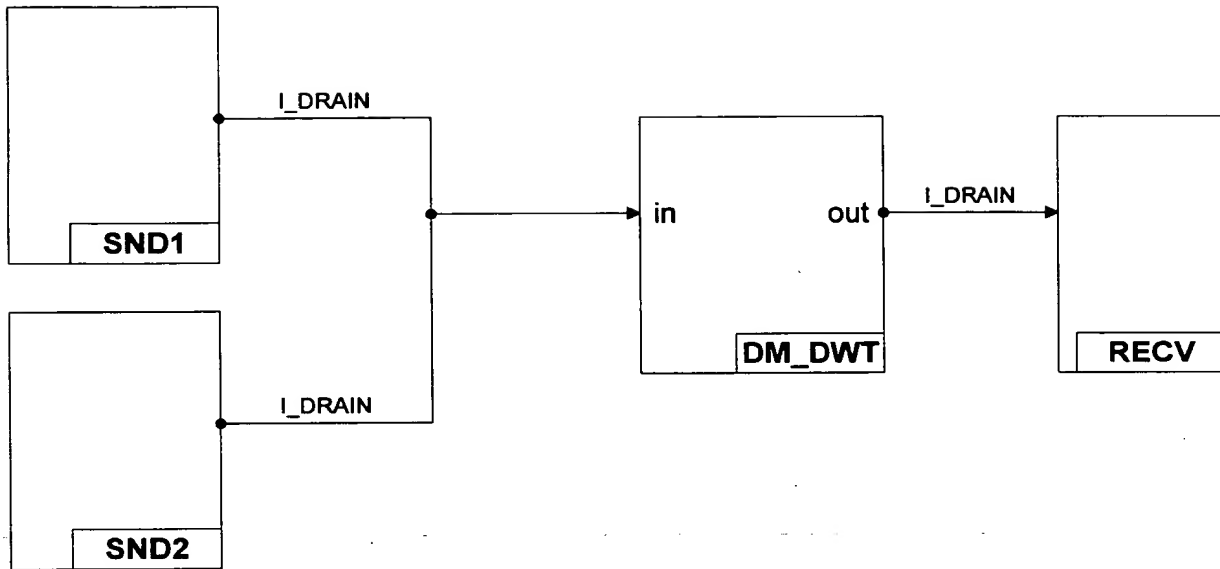 I_DRAIN
SND1
I_DRAIN
SND2
in
out
DM_DWT
I_DRAIN
RECV